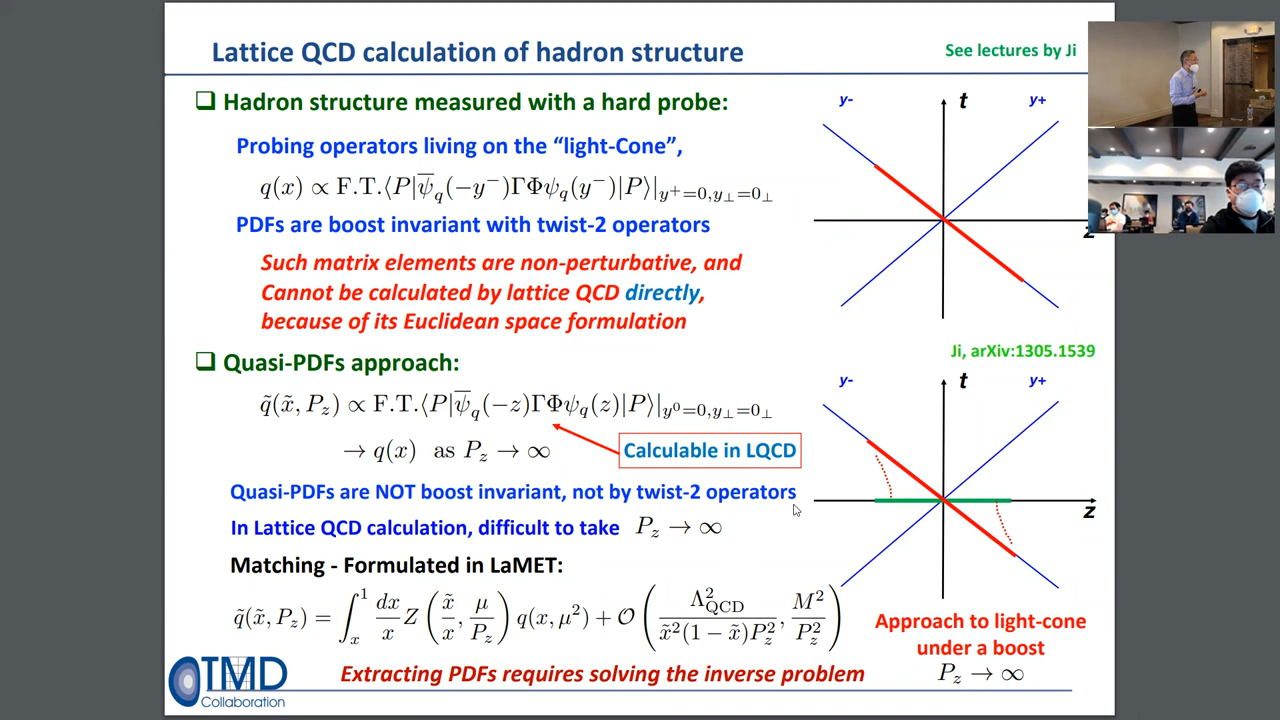 Lattice QCD calculation of hadron structure
See lectures by Ji
❑ Hadron structure measured with a hard probe:
Probing operators living on the “light-Cone”,
q(x) ∝ F.T.⟨P|ψ̅_q(−y⁻)ΓΦψ_q(y⁻)|P⟩|_{y⁺=0,y_⊥=0_⊥}
PDFs are boost invariant with twist-2 operators
Such matrix elements are non-perturbative, and
Cannot be calculated by lattice QCD directly,
because of its Euclidean space formulation
y-
t
y+
z
❑ Quasi-PDFs approach:
Ji, arXiv:1305.1539
q̃(x̃, P_z) ∝ F.T.⟨P|ψ̅_q(−z)ΓΦψ_q(z)|P⟩|_{y⁰=0,y_⊥=0_⊥}
→ q(x) as P_z → ∞
Calculable in LQCD
y-
t
y+
z
Quasi-PDFs are NOT boost invariant, not by twist-2 operators
In Lattice QCD calculation, difficult to take P_z → ∞
Matching - Formulated in LaMET:
q̃(x̃, P_z) = ∫_x^1 dx/x Z(x̃/x, μ/P_z) q(x, μ²) + 𝒪(Λ²_QCD/(x̃²(1 − x̃)P_z²), M²/P_z²)
Approach to light-cone
under a boost
P_z → ∞
Extracting PDFs requires solving the inverse problem
TMD
Collaboration